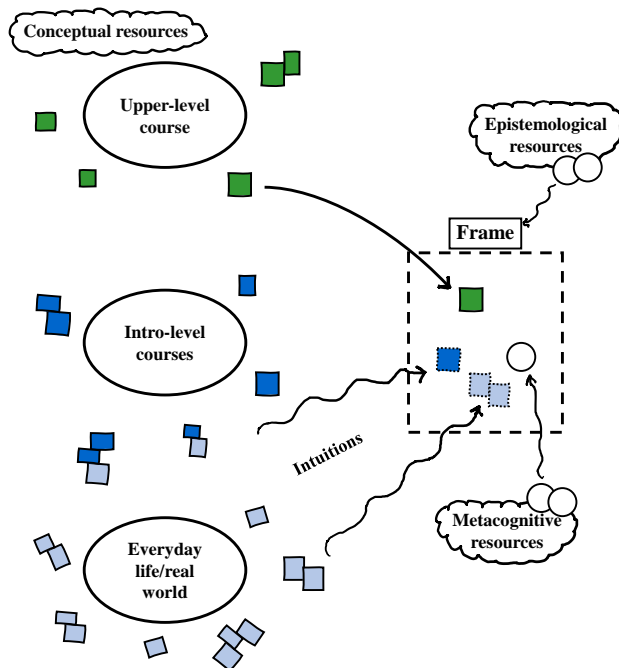 Conceptual resources
Upper-level
course
Epistemological
resources
Frame
Intro-level
courses
Intuitions
Metacognitive
resources
Everyday
life/real
world